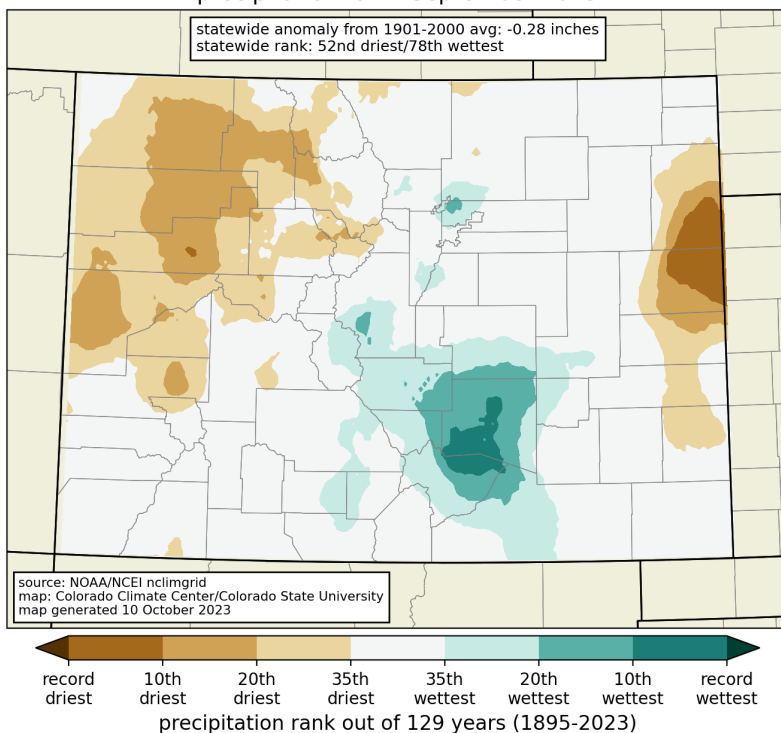 statewide anomaly from 1901-2000 avg: -0.28 inches
statewide rank: 52nd driest/78th wettest
source: NOAA/NCEI nclimgrid
map: Colorado Climate Center/Colorado State University
map generated 10 October 2023
record driest
10th driest
20th driest
35th driest
35th wettest
20th wettest
10th wettest
record wettest
precipitation rank out of 129 years (1895-2023)